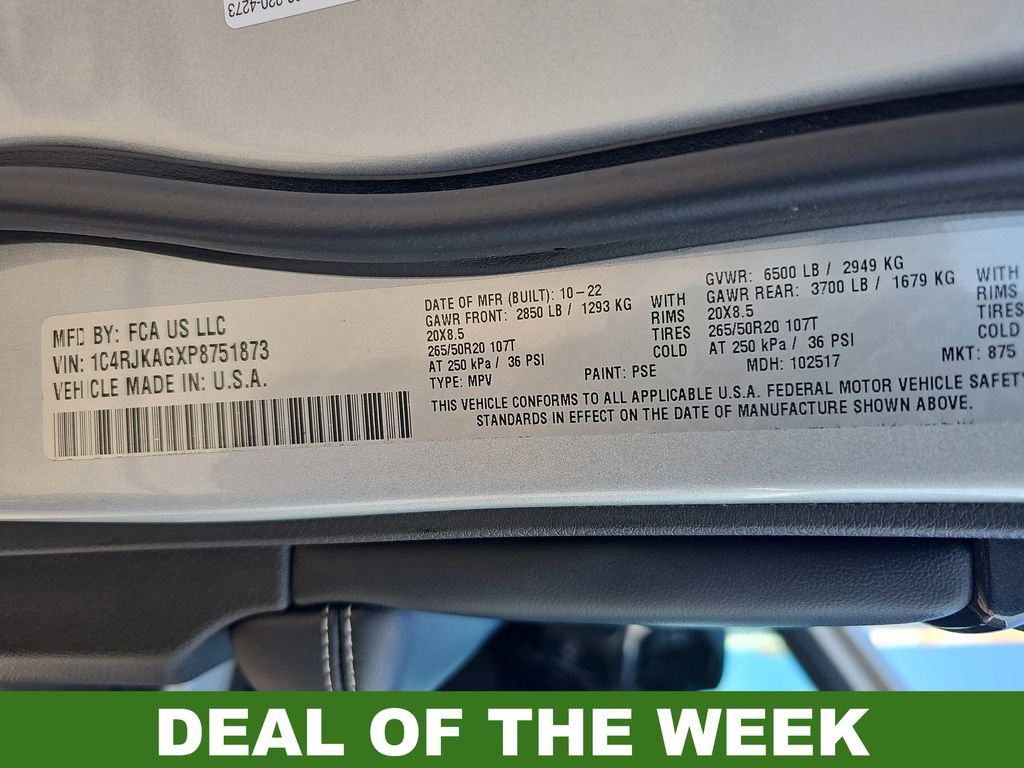 220-4273
MFD BY: FCA US LLC
VIN: 1C4RJKAGXP8751873
VEHICLE MADE IN: U.S.A.
DATE OF MFR (BUILT): 10-22
GAWR FRONT: 2850 LB / 1293 KG
20X8.5
265/50R20 107T
AT 250 kPa / 36 PSI
TYPE: MPV
PAINT: PSE
WITH
RIMS
TIRES
COLD
GVWR: 6500 LB / 2949 KG
GAWR REAR: 3700 LB / 1679 KG
20X8.5
265/50R20 107T
AT 250 kPa / 36 PSI
MDH: 102517
WITH
RIMS
TIRES
COLD
MKT: 875
THIS VEHICLE CONFORMS TO ALL APPLICABLE U.S.A. FEDERAL MOTOR VEHICLE SAFETY
STANDARDS IN EFFECT ON THE DATE OF MANUFACTURE SHOWN ABOVE.
DEAL OF THE WEEK